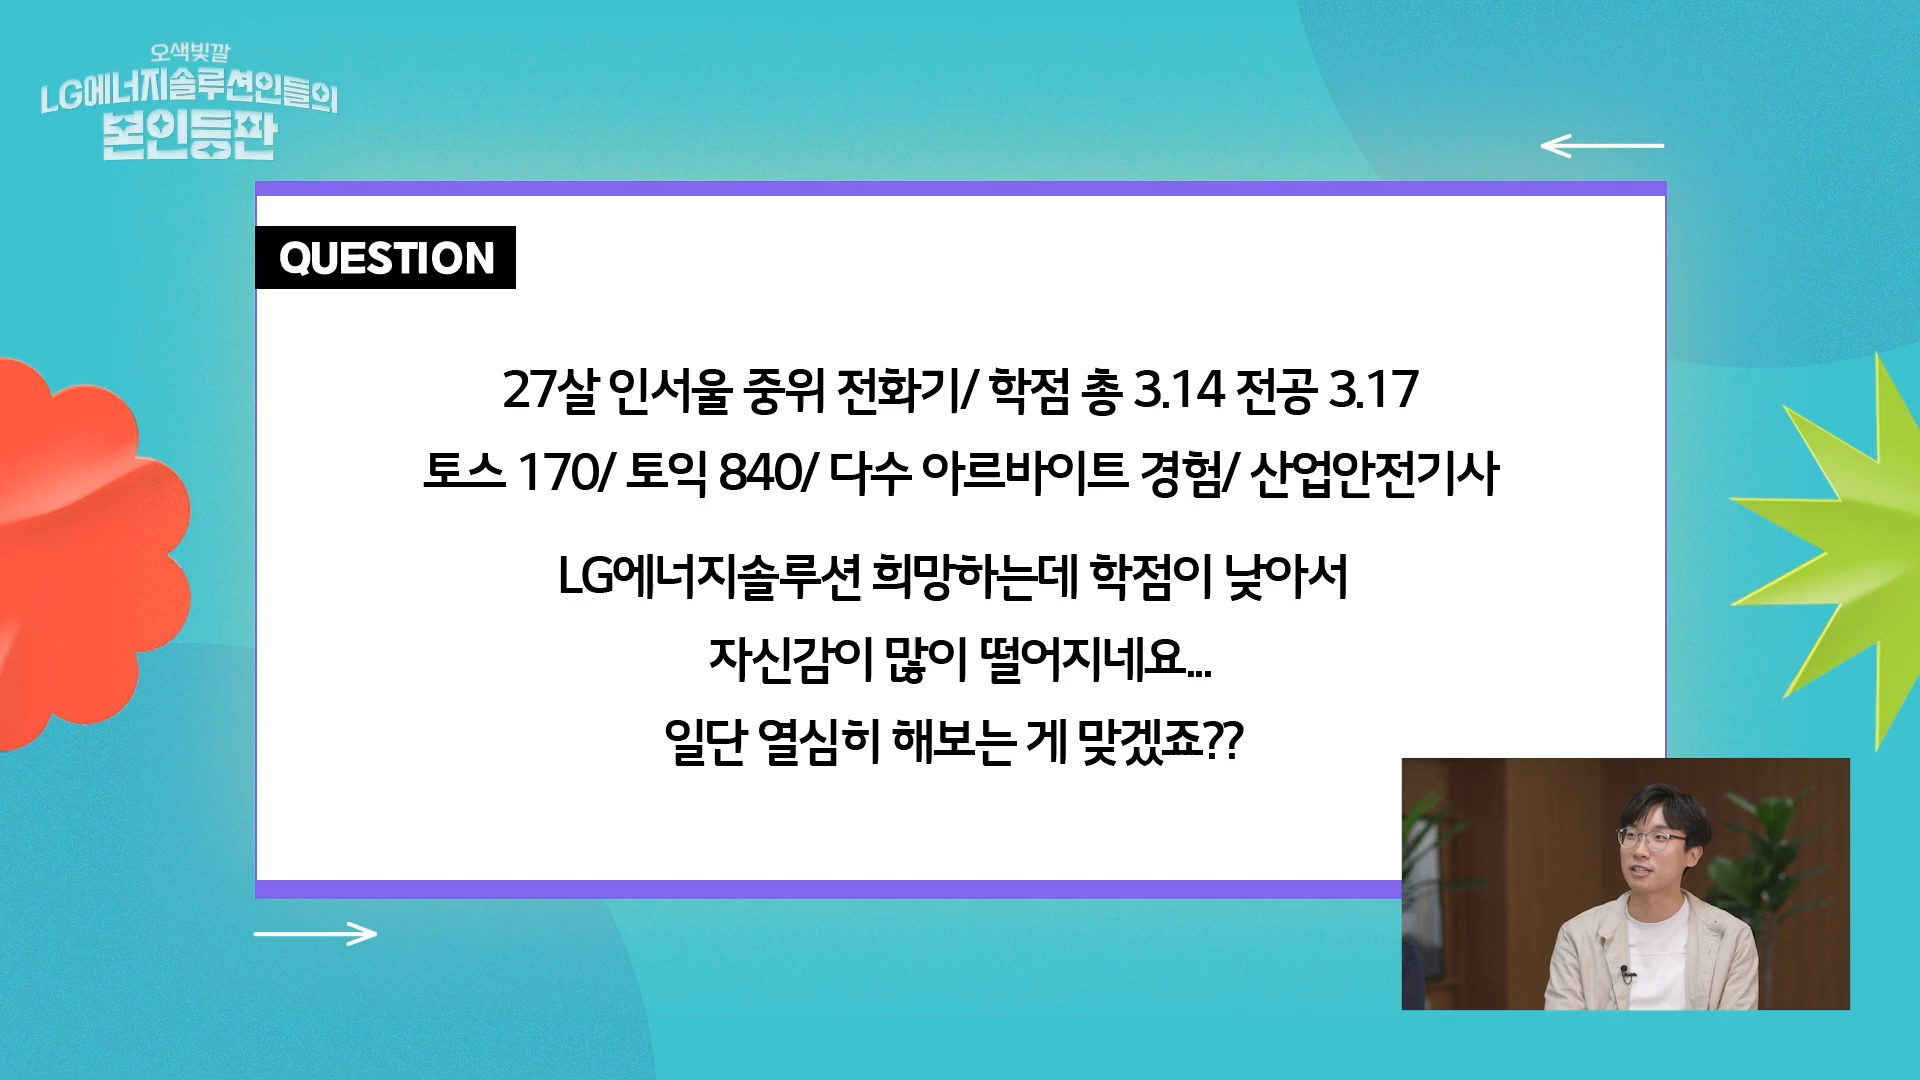 오색빛깔
LG에너지솔루션인들의
본인등판
QUESTION
27살 인서울 중위 전화기/ 학점 총 3.14 전공 3.17
토스 170/ 토익 840/ 다수 아르바이트 경험/ 산업안전기사
LG에너지솔루션 희망하는데 학점이 낮아서
자신감이 많이 떨어지네요...
일단 열심히 해보는 게 맞겠죠??